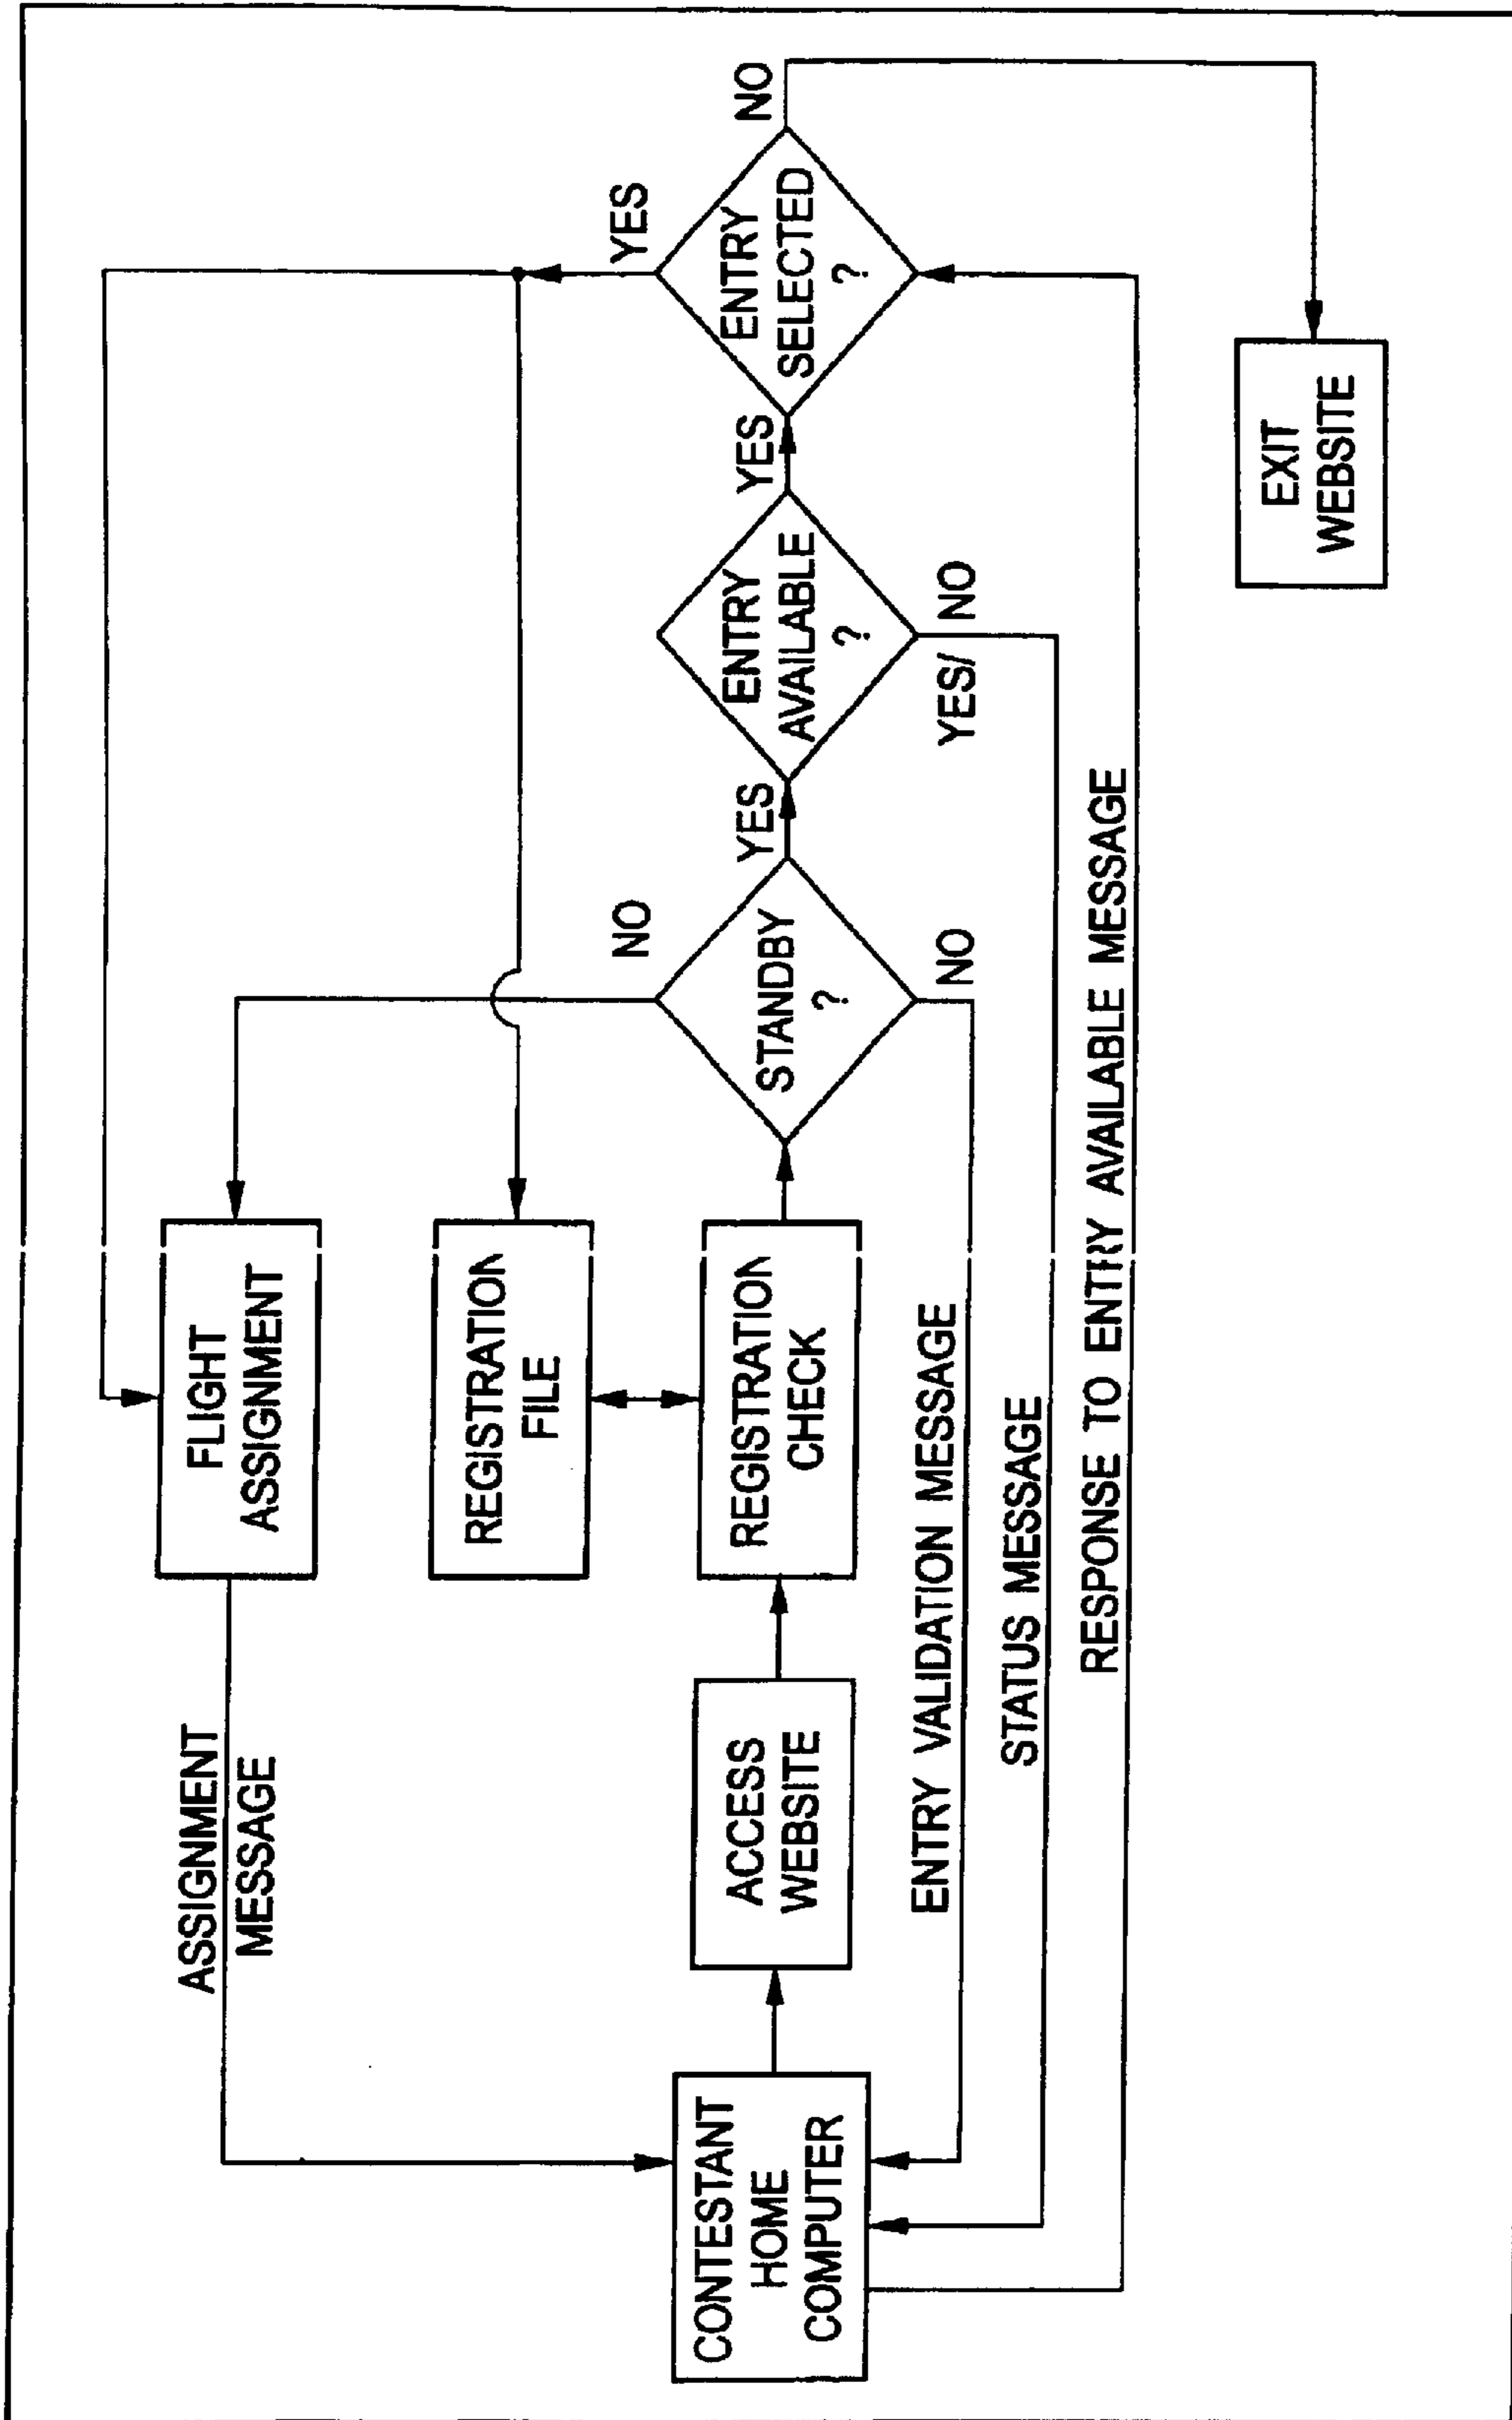 ASSIGNMENT
MESSAGE
FLIGHT
ASSIGNMENT
REGISTRATION
FILE
CONTESTANT
HOME
COMPUTER
ACCESS
WEBSITE
REGISTRATION
CHECK
STANDBY
?
NO
NO
YES
ENTRY
AVAILABLE
?
YES/ NO
YES
ENTRY
SELECTED
?
YES
NO
ENTRY VALIDATION MESSAGE
STATUS MESSAGE
RESPONSE TO ENTRY AVAILABLE MESSAGE
EXIT
WEBSITE